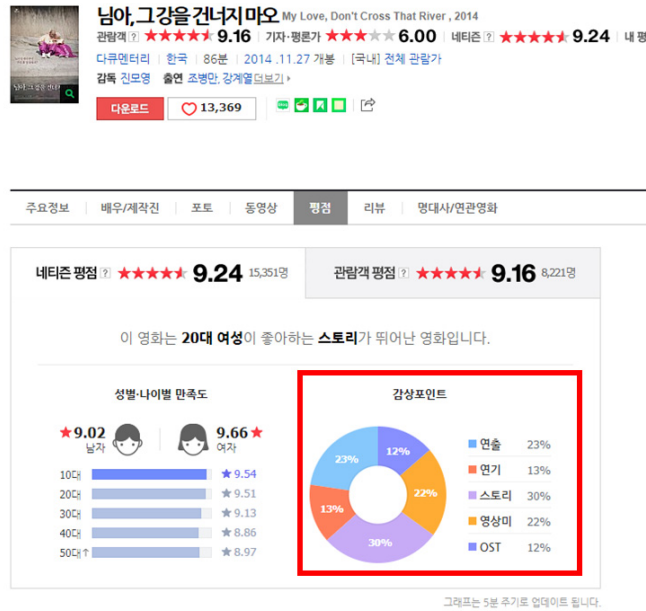 님아, 그 강을 건너지 마오 My Love, Don't Cross That River , 2014
관람객 ? ★★★★★ 9.16 기자·평론가 ★★★★★ 6.00 네티즌 ? ★★★★★ 9.24 내 평
다큐멘터리 한국 86분 2014 .11.27 개봉 [국내] 전체 관람가
감독 진모영 출연 조병만, 강계열 더보기
다운로드 ♡ 13,369
주요정보 배우/제작진 포토 동영상 평점 리뷰 명대사/연관영화
네티즌 평점 ? ★★★★★ 9.24 15,351명 관람객 평점 ? ★★★★★ 9.16 8,221명
이 영화는 20대 여성이 좋아하는 스토리가 뛰어난 영화입니다.
성별·나이별 만족도
★9.02 남자
9.66★ 여자
10대 ★9.54
20대 ★9.51
30대 ★9.13
40대 ★8.86
50대↑ ★8.97
감상포인트
23% 12%
22%
13%
30%
연출 23%
연기 13%
스토리 30%
영상미 22%
OST 12%
그래프는 5분 주기로 업데이트 됩니다.